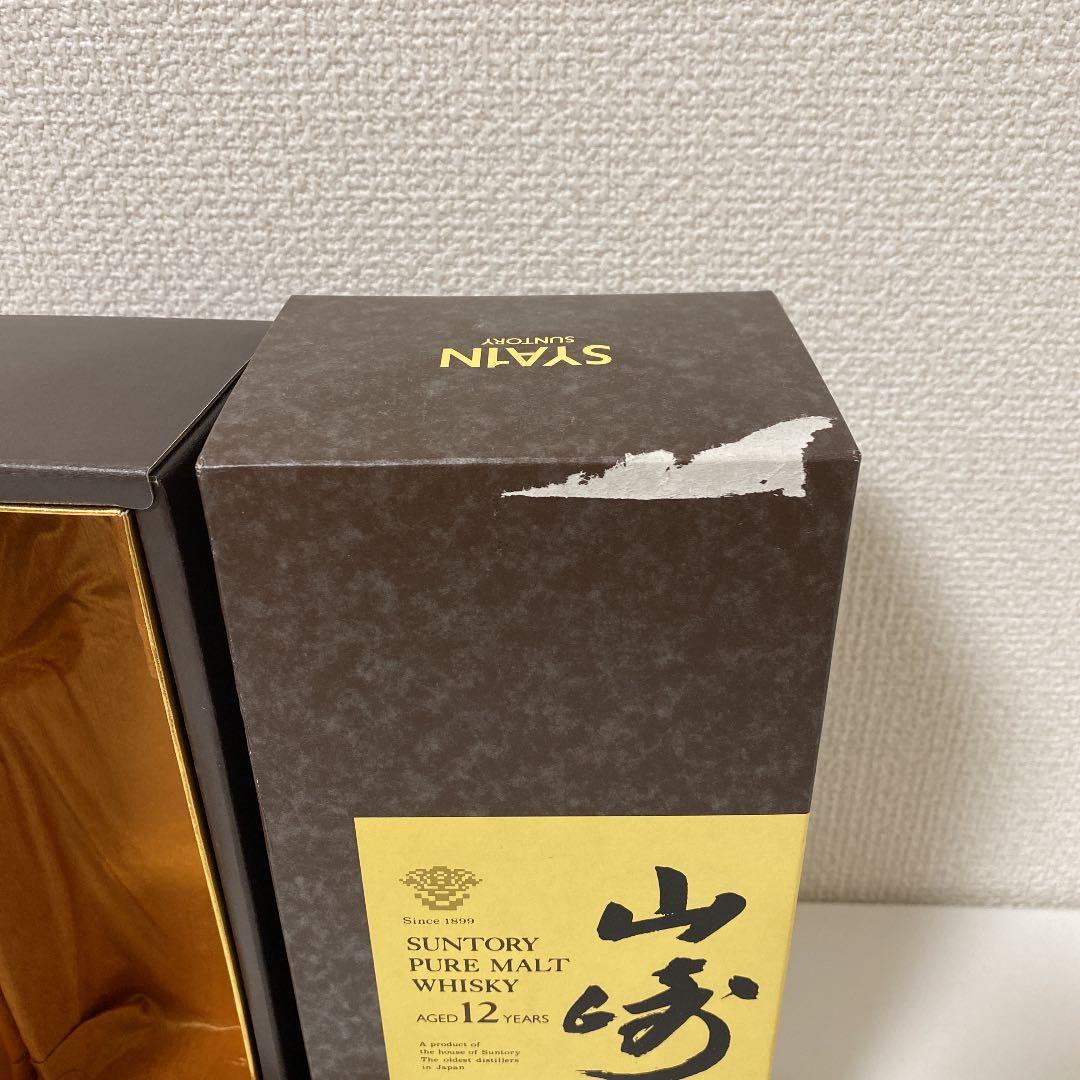 SYA1N
SUNTORY
Since 1899
SUNTORY
PURE MALT
WHISKY
AGED 12 YEARS
A product of
the house of Suntory
The oldest distillers
in Japan
山崎